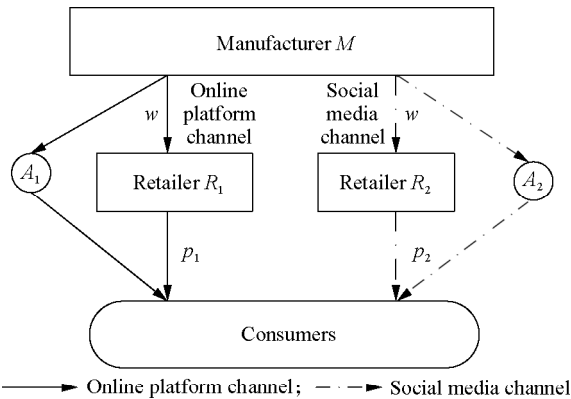 Manufacturer M
w
Online
platform
channel
Social
media
channel
w
A₁
Retailer R₁
Retailer R₂
A₂
p₁
p₂
Consumers
Online platform channel; Social media channel